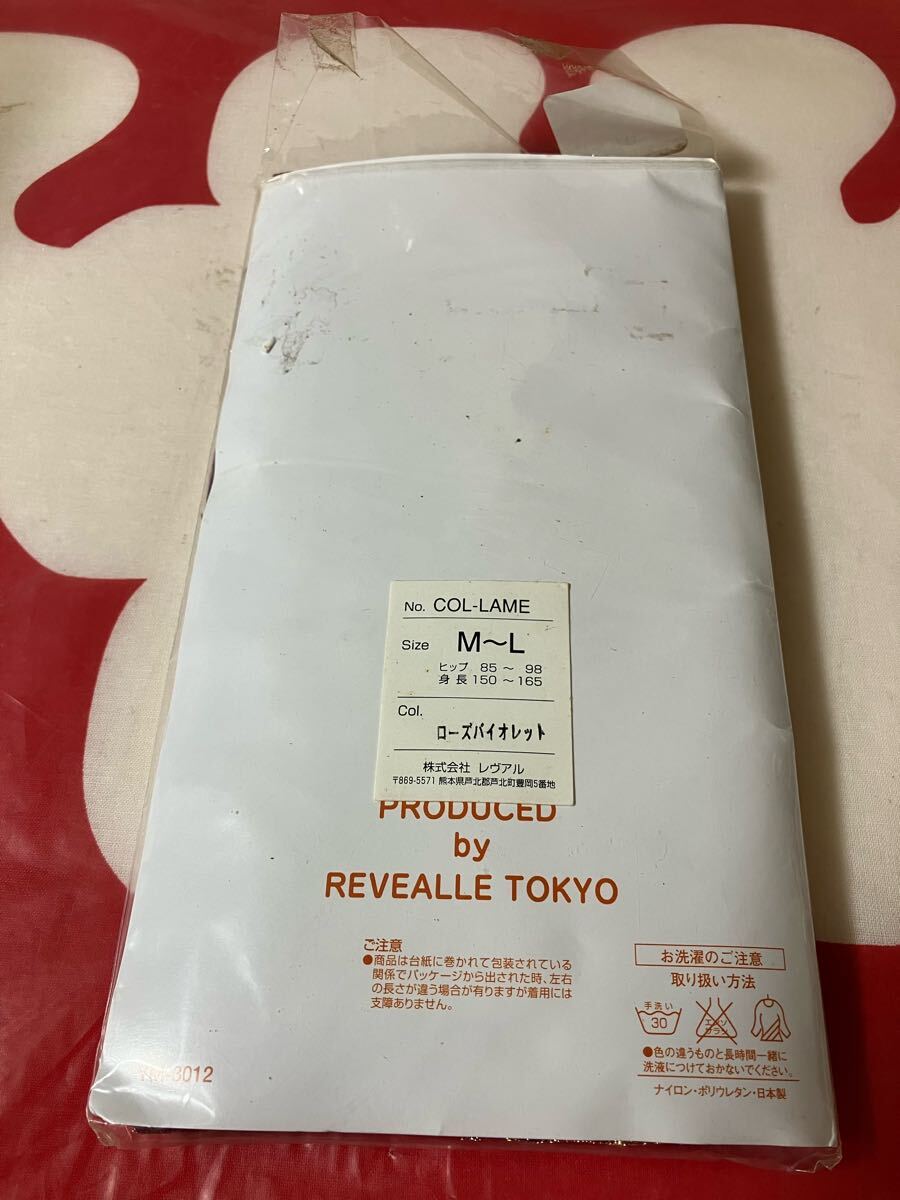 No. COL-LAME
Size M～L
ヒップ 85～ 98
身長 150～165
Col.
ローズバイオレット
株式会社 レヴアル
〒869-5571 熊本県芦北郡芦北町豊岡5番地
PRODUCED
by
REVEALLE TOKYO
ご注意
●商品は台紙に巻かれて包装されている
関係でパッケージから出された時、左右
の長さが違う場合が有りますが着用には
支障ありません。
お洗濯のご注意
取り扱い方法
手洗い
30
エンソ
サラシ
●色の違うものと長時間一緒に
洗液につけておかないでください。
ナイロン・ポリウレタン・日本製
3012